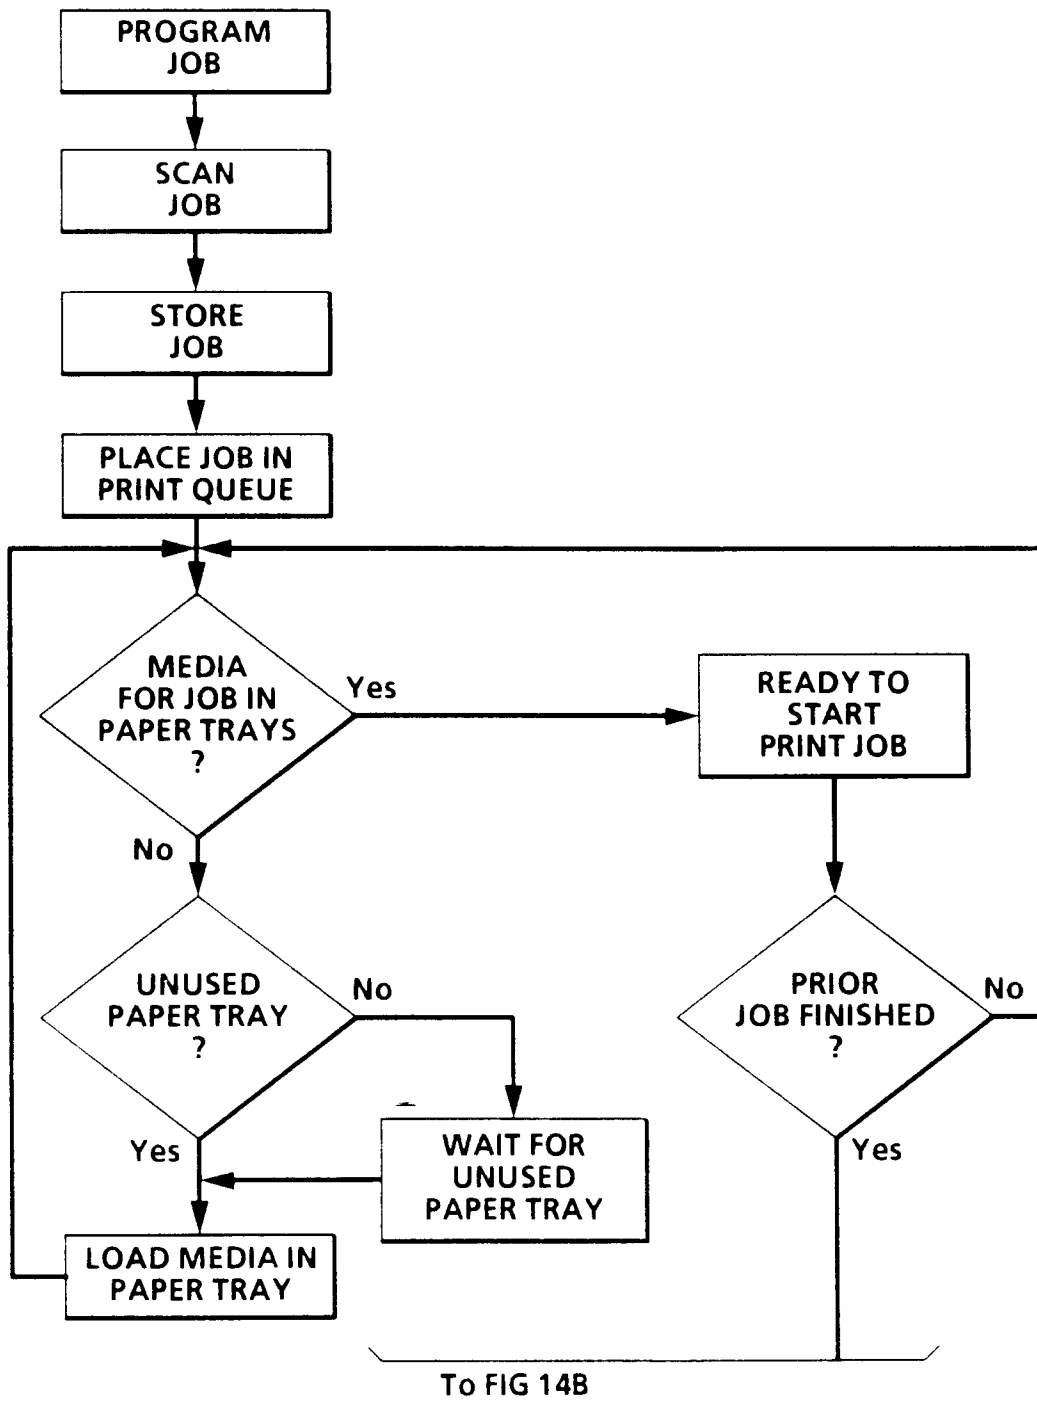 PROGRAM
JOB
SCAN
JOB
STORE
JOB
PLACE JOB IN
PRINT QUEUE
MEDIA
FOR JOB IN
PAPER TRAYS
?
Yes
No
READY TO
START
PRINT JOB
UNUSED
PAPER TRAY
?
No
Yes
PRIOR
JOB FINISHED
?
No
Yes
WAIT FOR
UNUSED
PAPER TRAY
LOAD MEDIA IN
PAPER TRAY
To FIG 14B